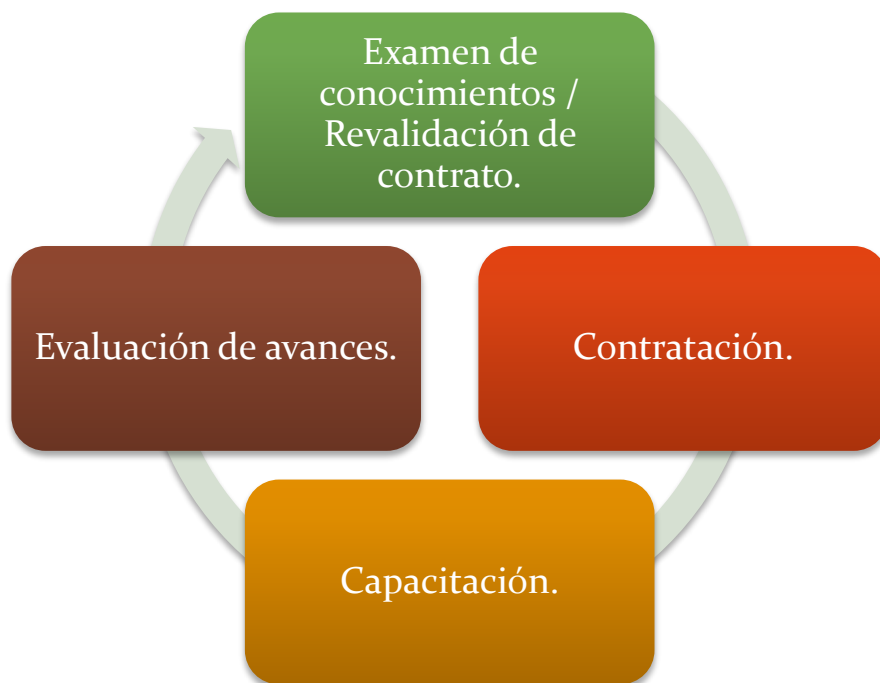 Examen de
conocimientos /
Revalidación de
contrato.
Contratación.
Capacitación.
Evaluación de avances.